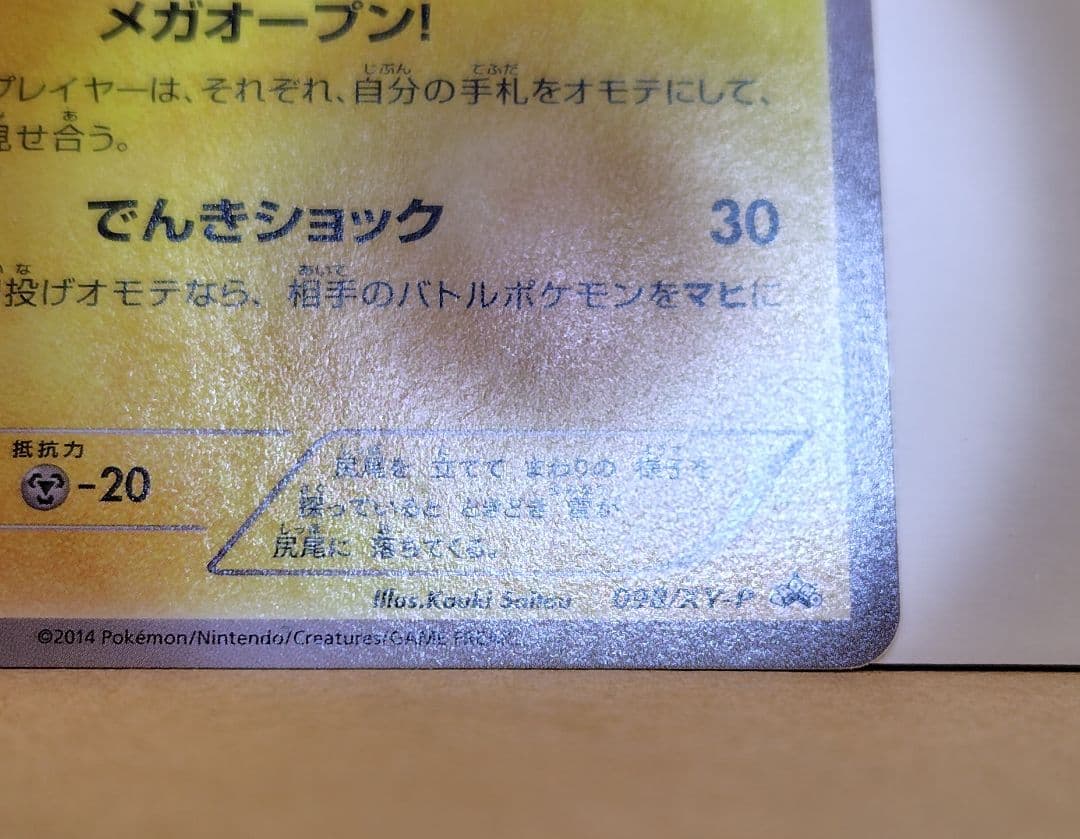 メガオープン!
プレイヤーは、それぞれ、自分の手札をオモテにして、
見せ合う。
でんきショック 30
投げオモテなら、相手のバトルポケモンをマヒに
抵抗力
-20
尻尾を 立てて まわりの 様子を
探っていると ときどき 雷が
尻尾に 落ちてくる。
Illus.Kouki Saitou 098/XY-P
©2014 Pokémon/Nintendo/Creatures/GAME FREAK